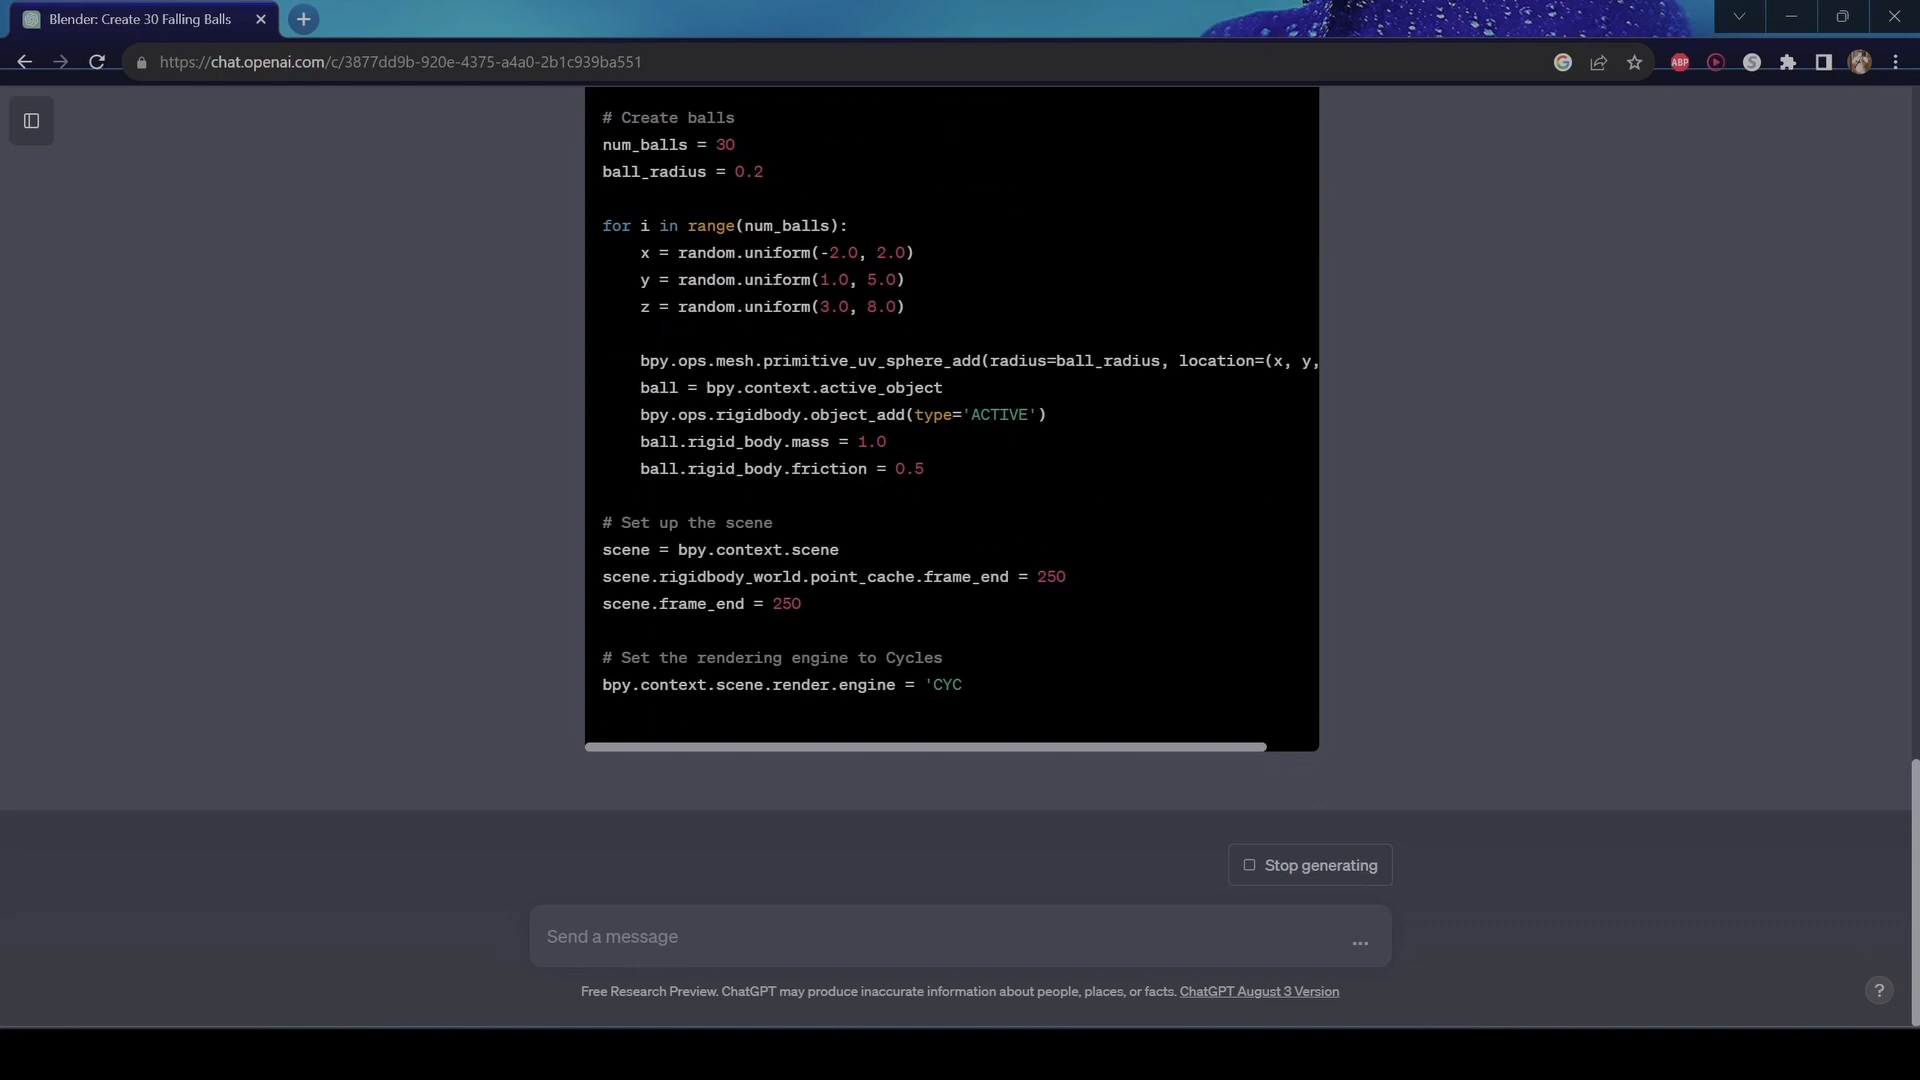 Blender: Create 30 Falling Balls
https://chat.openai.com/c/3877dd9b-920e-4375-a4a0-2b1c939ba551
ABP
S
# Create balls
num_balls = 30
ball_radius = 0.2
for i in range(num_balls):
    x = random.uniform(-2.0, 2.0)
    y = random.uniform(1.0, 5.0)
    z = random.uniform(3.0, 8.0)
    bpy.ops.mesh.primitive_uv_sphere_add(radius=ball_radius, location=(x, y,
    ball = bpy.context.active_object
    bpy.ops.rigidbody.object_add(type='ACTIVE')
    ball.rigid_body.mass = 1.0
    ball.rigid_body.friction = 0.5
# Set up the scene
scene = bpy.context.scene
scene.rigidbody_world.point_cache.frame_end = 250
scene.frame_end = 250
# Set the rendering engine to Cycles
bpy.context.scene.render.engine = 'CYC
Stop generating
Send a message
Free Research Preview. ChatGPT may produce inaccurate information about people, places, or facts. ChatGPT August 3 Version
?